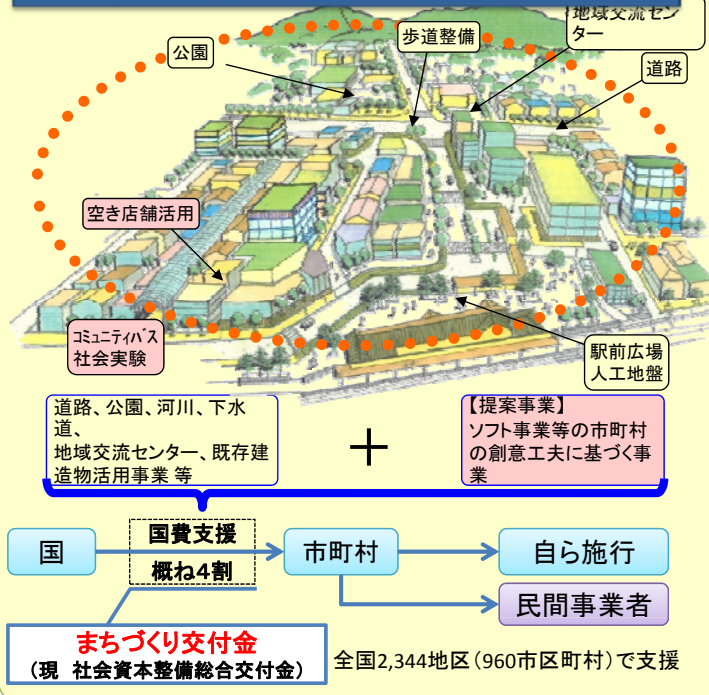 地域交流セン
ター
歩道整備
公園
道路
空き店舗活用
コミュニティバス
社会実験
駅前広場
人工地盤
道路、公園、河川、下水
道、
地域交流センター、既存建
造物活用事業 等
＋
【提案事業】
ソフト事業等の市町村
の創意工夫に基づく事
業
国
国費支援
概ね4割
市町村
自ら施行
民間事業者
まちづくり交付金
（現 社会資本整備総合交付金）
全国2,344地区（960市区町村）で支援